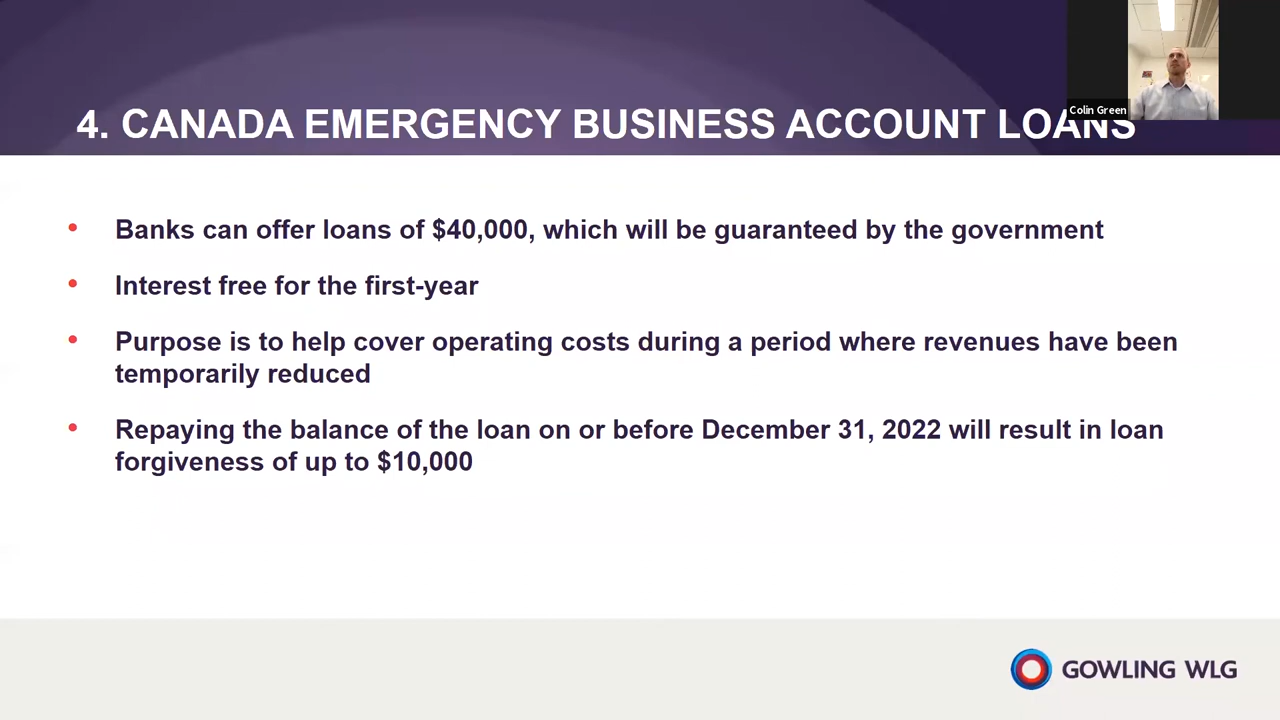 Colin Green
4. CANADA EMERGENCY BUSINESS ACCOUNT LOANS
• Banks can offer loans of $40,000, which will be guaranteed by the government
• Interest free for the first-year
• Purpose is to help cover operating costs during a period where revenues have been
temporarily reduced
• Repaying the balance of the loan on or before December 31, 2022 will result in loan
forgiveness of up to $10,000
GOWLING WLG